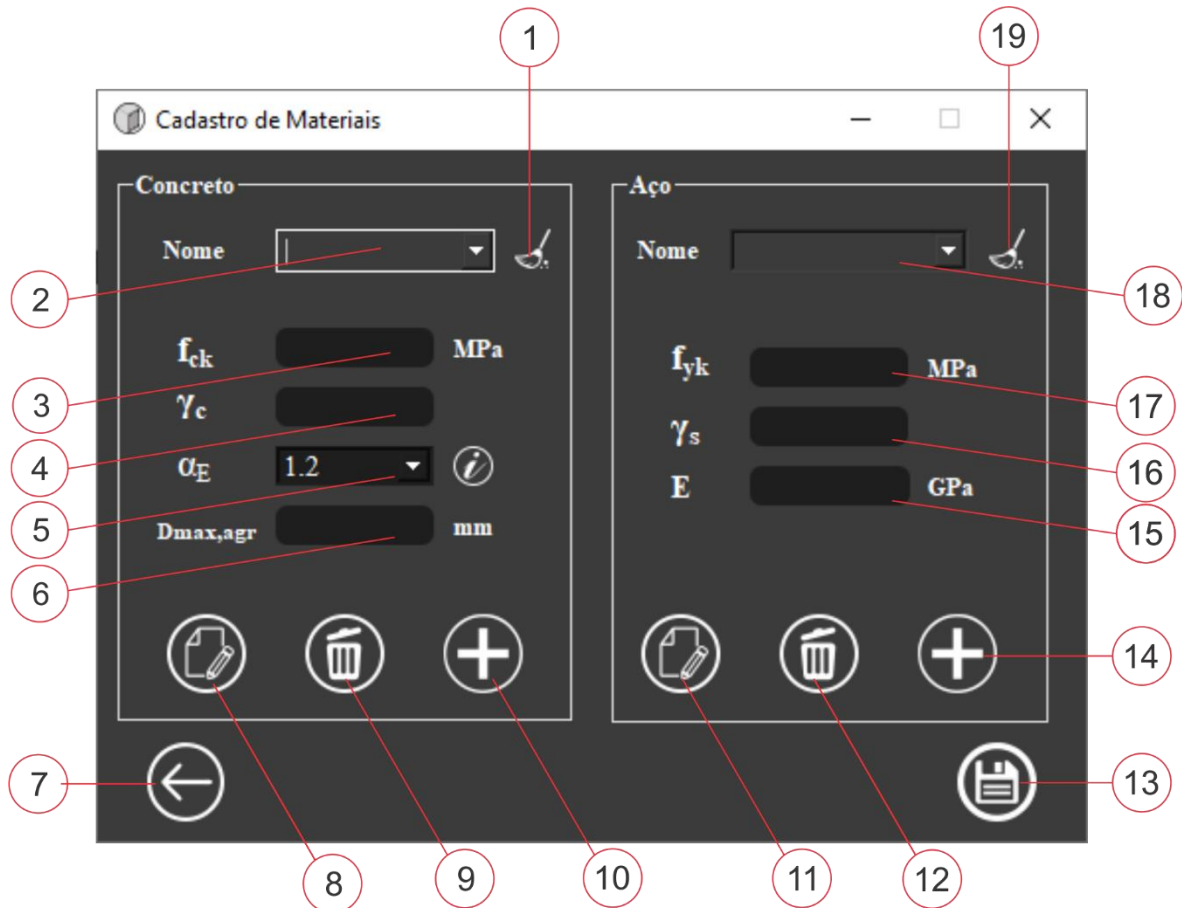 1
19
Cadastro de Materiais
Concreto
Aço
Nome
Nome
2
18
fck
MPa
fyk
MPa
3
17
γc
γs
4
16
αE
1.2
i
E
GPa
5
15
Dmax,agr
mm
6
14
7
13
8
9
10
11
12